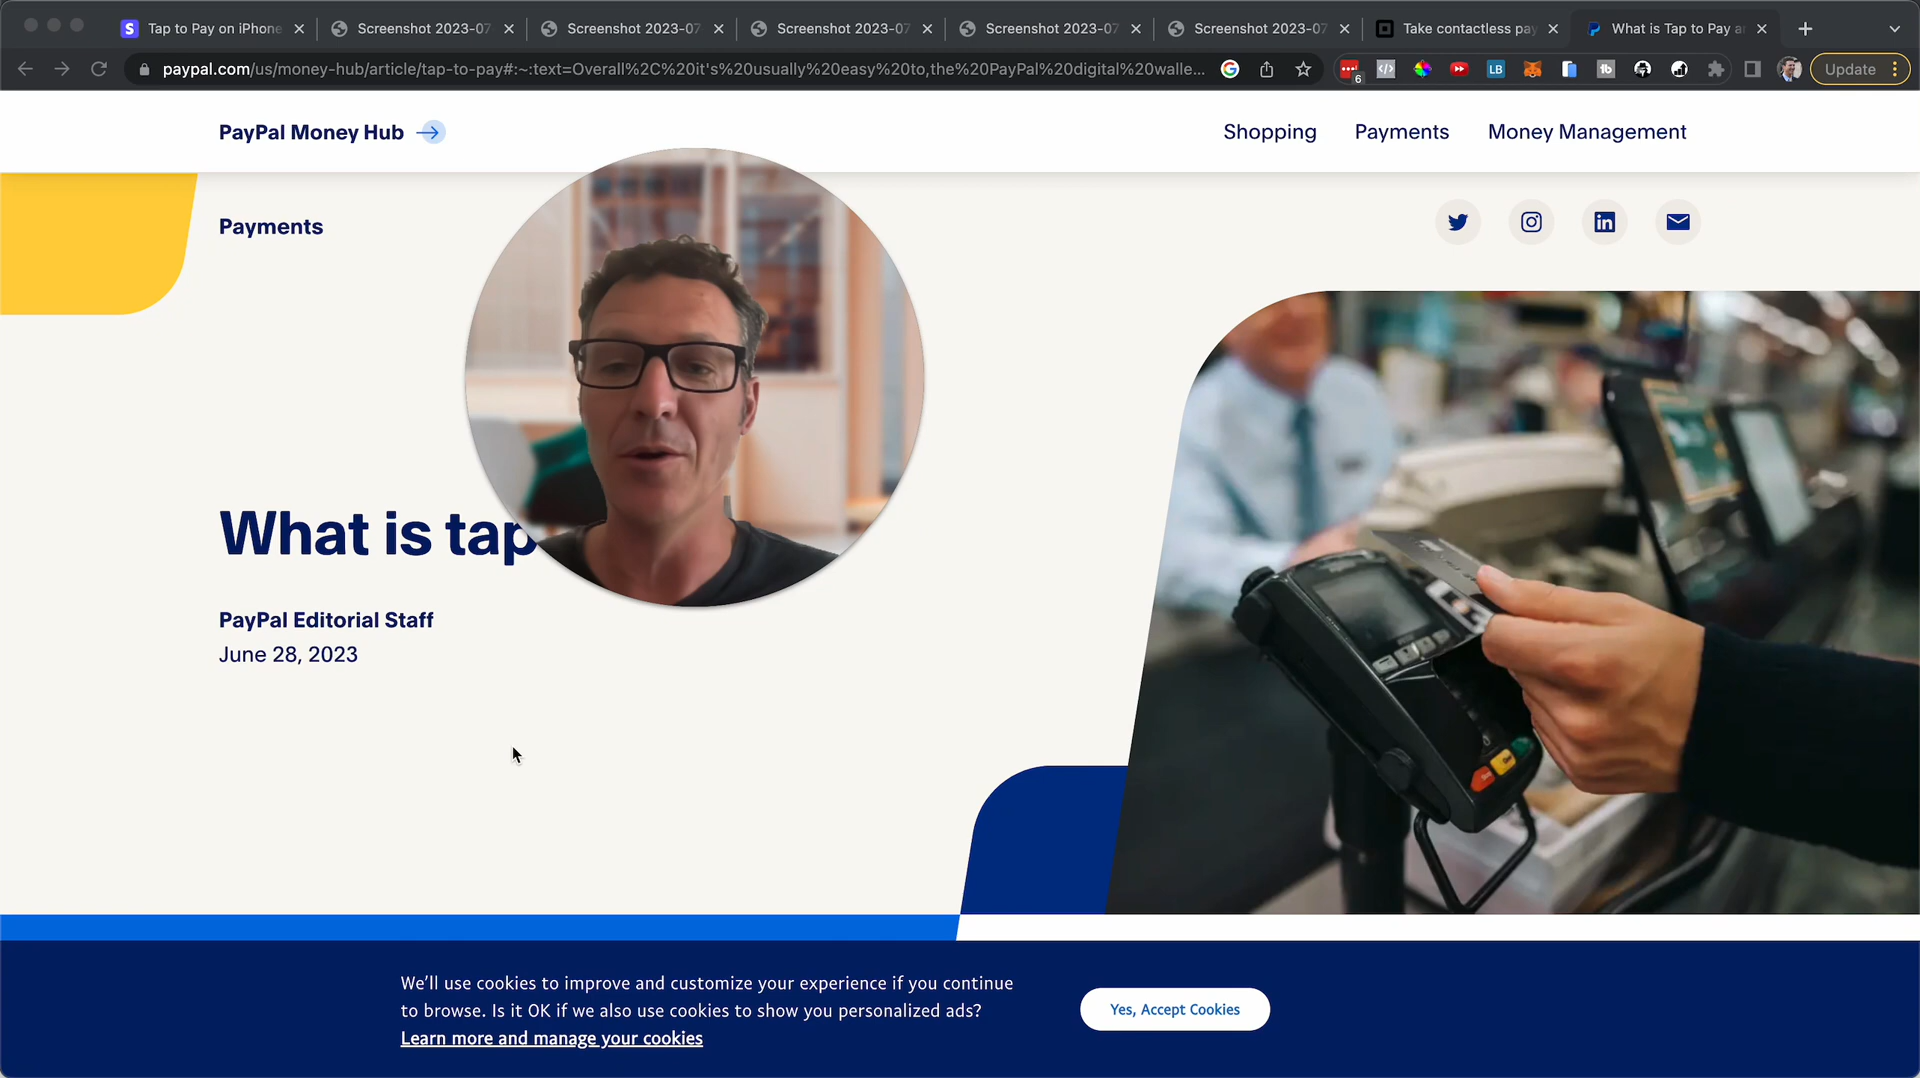 Tap to Pay on iPhone
Screenshot 2023-07
Screenshot 2023-07
Screenshot 2023-07
Screenshot 2023-07
Screenshot 2023-07
Take contactless pay
What is Tap to Pay a
paypal.com/us/money-hub/article/tap-to-pay#:~:text=Overall%2C%20it's%20usually%20easy%20to,the%20PayPal%20digital%20walle...
6
LB
Update
PayPal Money Hub
Shopping
Payments
Money Management
Payments
What is tap
PayPal Editorial Staff
June 28, 2023
We’ll use cookies to improve and customize your experience if you continue
to browse. Is it OK if we also use cookies to show you personalized ads?
Learn more and manage your cookies
Yes, Accept Cookies